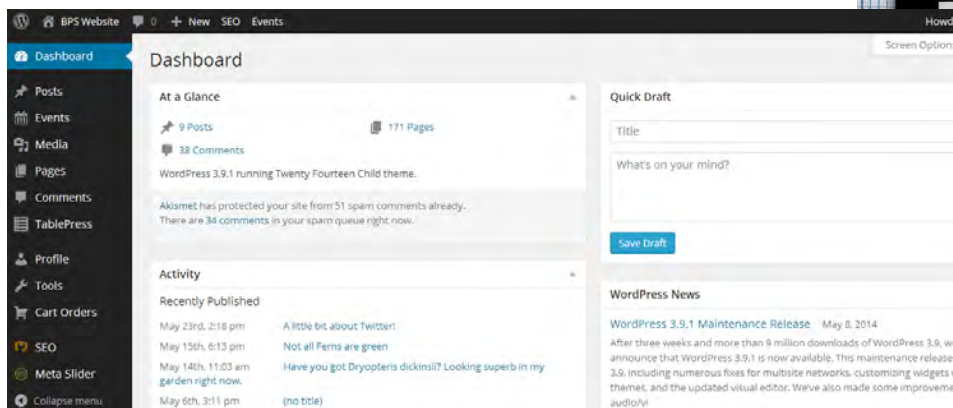 BPS Website 0 + New SEO Events
Howd
Screen Options
Dashboard
Posts
Events
Media
Pages
Comments
TablePress
Profile
Tools
Cart Orders
SEO
Meta Slider
Collapse menu
Dashboard
At a Glance
9 Posts 171 Pages
38 Comments
WordPress 3.9.1 running Twenty Fourteen Child theme.
Akismet has protected your site from 51 spam comments already.
There are 34 comments in your spam queue right now.
Activity
Recently Published
May 23rd, 2:18 pm A little bit about Twitter!
May 15th, 6:13 pm Not all Ferns are green
May 14th, 11:03 am Have you got Dryopteris dickinsii? Looking superb in my
garden right now.
May 6th, 3:11 pm (no title)
Quick Draft
Title
What's on your mind?
Save Draft
WordPress News
WordPress 3.9.1 Maintenance Release May 8, 2014
After three weeks and more than 9 million downloads of WordPress 3.9, w
announce that WordPress 3.9.1 is now available. This maintenance release
3.9, including numerous fixes for multisite networks, customizing widgets
themes, and the updated visual editor. We've also made some improveme
audio/vi